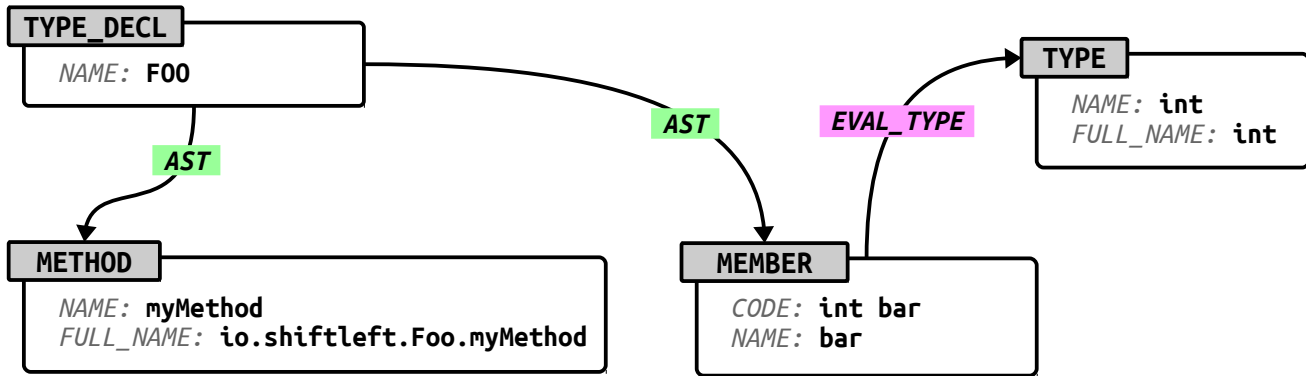 TYPE_DECL
NAME: FOO
TYPE
NAME: int
FULL_NAME: int
AST
EVAL_TYPE
AST
METHOD
NAME: myMethod
FULL_NAME: io.shiftleft.Foo.myMethod
MEMBER
CODE: int bar
NAME: bar